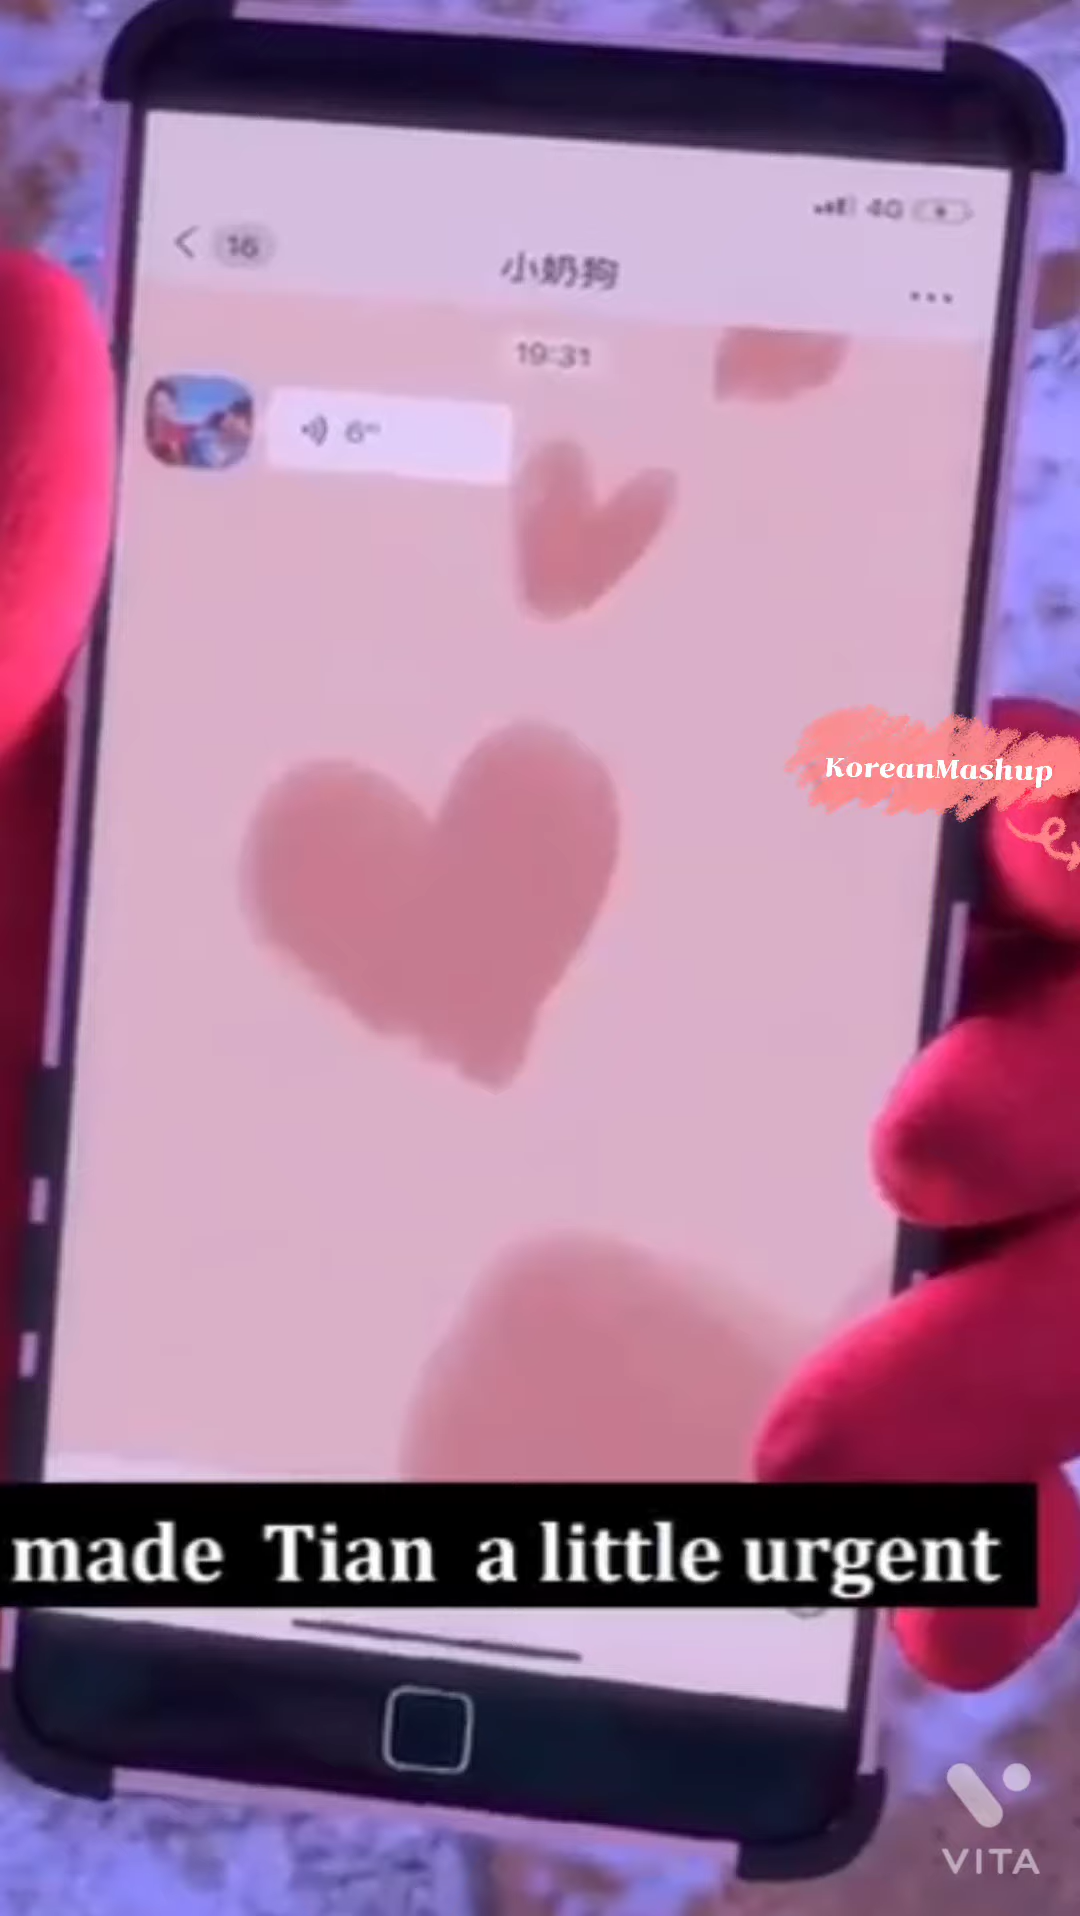 4G
16
小奶狗
19:31
6"
KoreanMashup
made Tian a little urgent
VITA